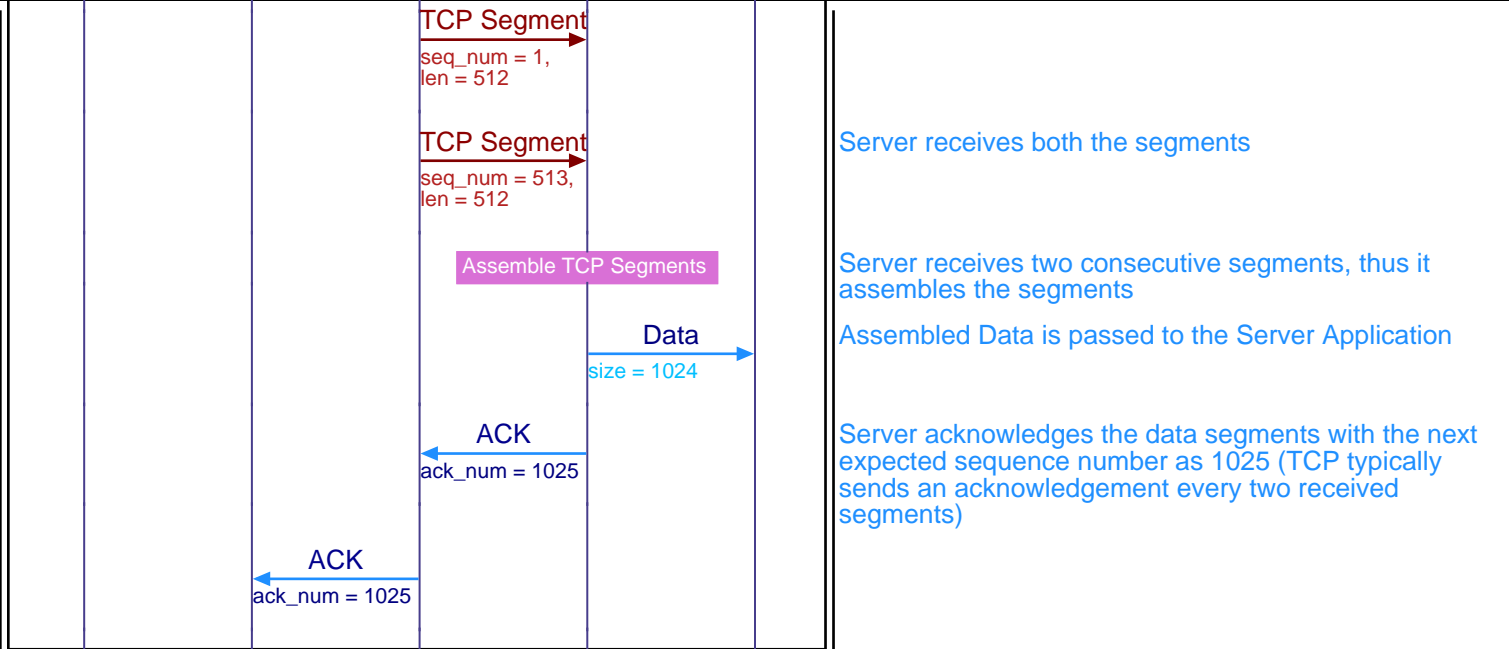 TCP Segment
seq_num = 1,
len = 512
TCP Segment
seq_num = 513,
len = 512
Server receives both the segments
Assemble TCP Segments
Server receives two consecutive segments, thus it
assembles the segments
Data
size = 1024
Assembled Data is passed to the Server Application
ACK
ack_num = 1025
Server acknowledges the data segments with the next
expected sequence number as 1025 (TCP typically
sends an acknowledgement every two received
segments)
ACK
ack_num = 1025